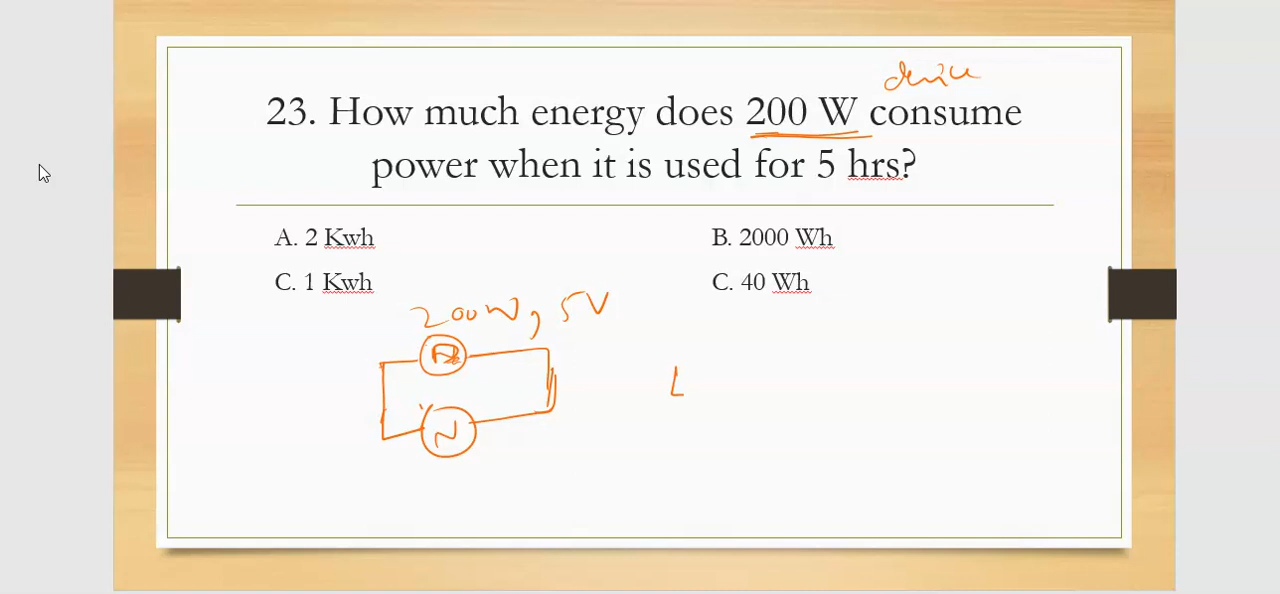 device
23. How much energy does 200 W consume
power when it is used for 5 hrs?
A. 2 Kwh
B. 2000 Wh
C. 1 Kwh
C. 40 Wh
200W, 5V
N
L